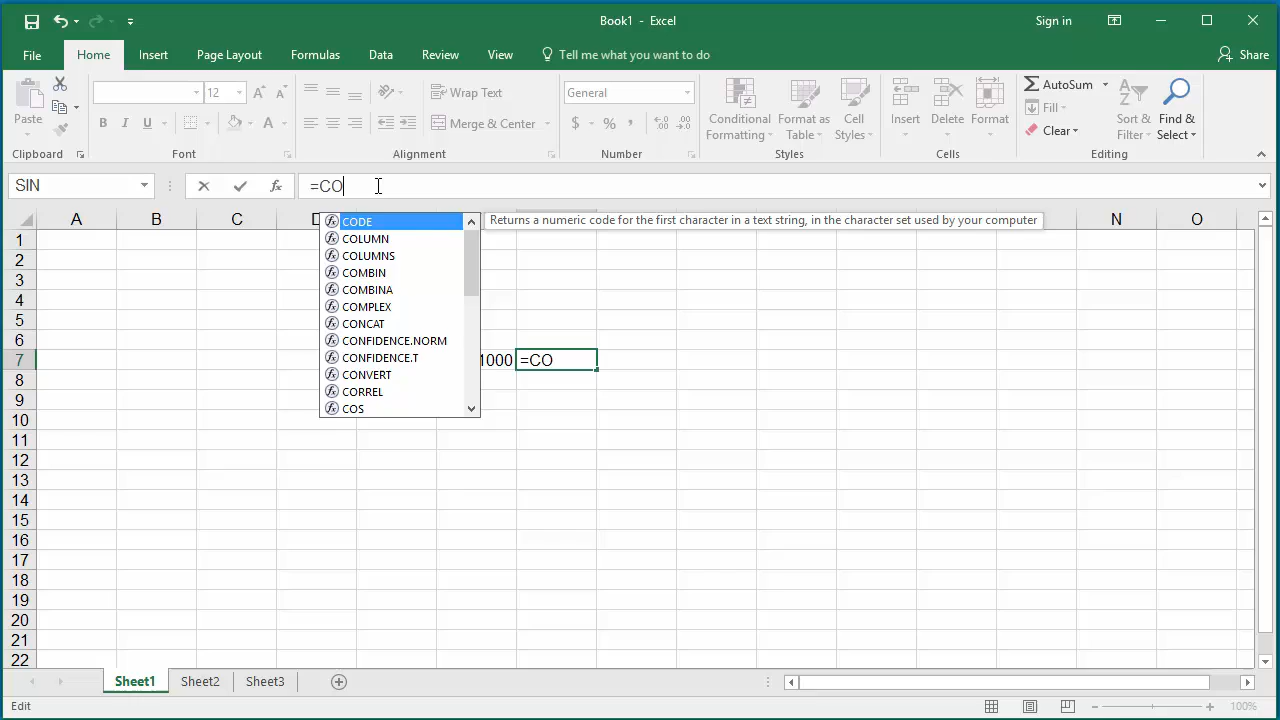 Book1 - Excel
Sign in
File Home Insert Page Layout Formulas Data Review View Tell me what you want to do Share
Paste
12
Wrap Text
Merge & Center
General
$ % ,
B I U A
Conditional Formatting
Format as Table
Cell Styles
Insert
Delete
Format
AutoSum
Fill
Clear
Sort & Filter
Find & Select
Clipboard Font Alignment Number Styles Cells Editing
SIN fx =CO
A B C D N O
CODE Returns a numeric code for the first character in a text string, in the character set used by your computer
COLUMN
COLUMNS
COMBIN
COMBINA
COMPLEX
CONCAT
CONFIDENCE.NORM
CONFIDENCE.T
CONVERT
CORREL
COS
1
2
3
4
5
6
7 1000 =CO
8
9
10
11
12
13
14
15
16
17
18
19
20
21
22
Sheet1 Sheet2 Sheet3
Edit 100%